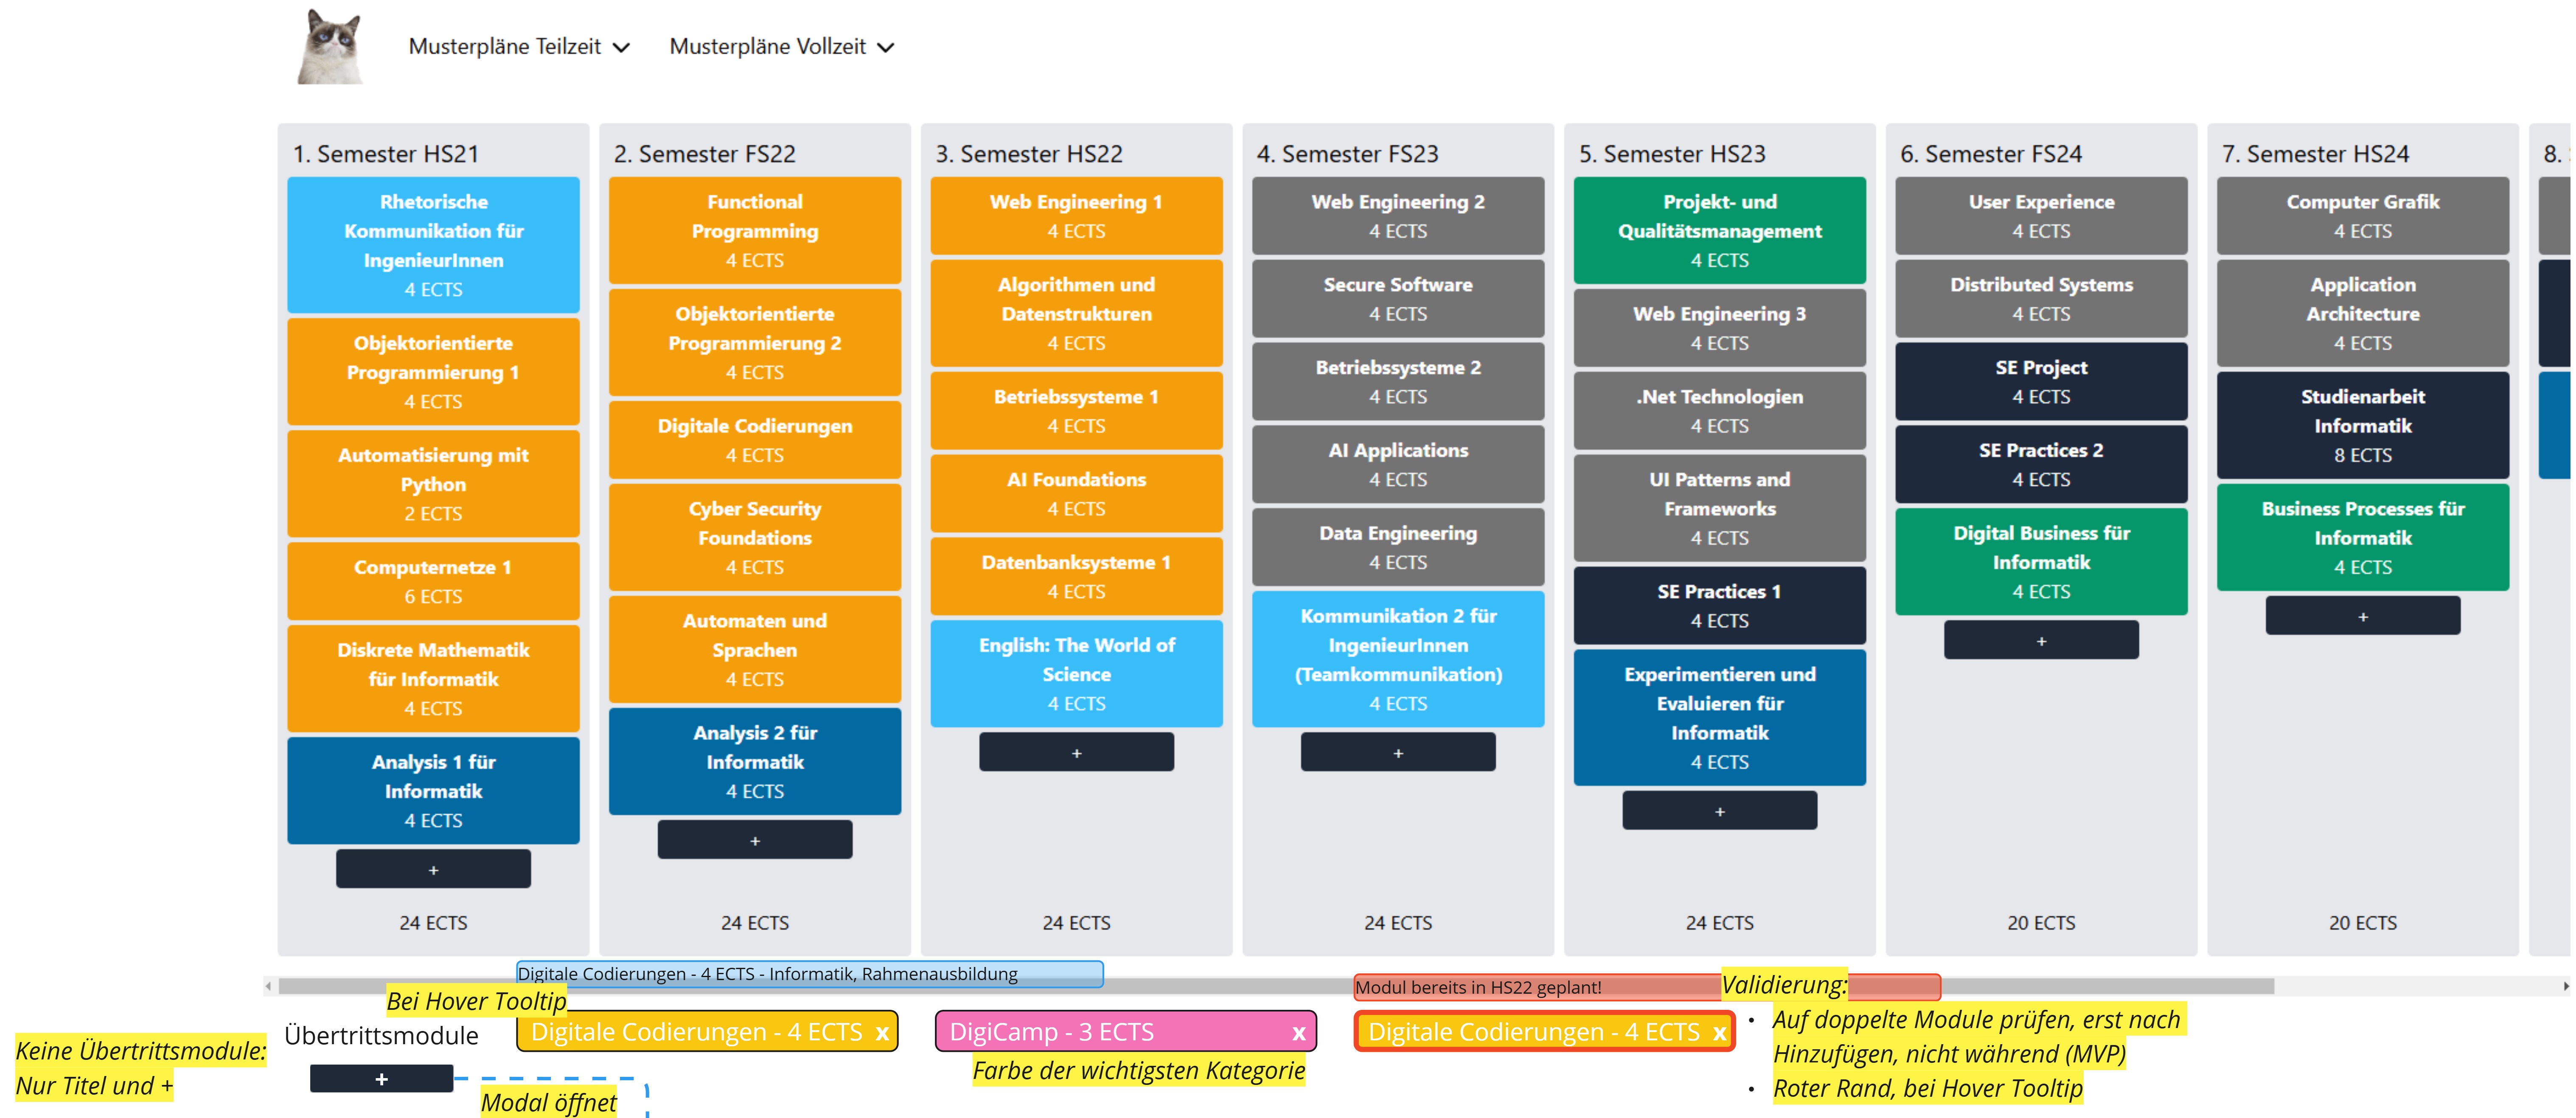 Musterpläne Teilzeit
Musterpläne Vollzeit
1. Semester HS21
Rhetorische
Kommunikation für
IngenieurInnen
4 ECTS
Objektorientierte
Programmierung 1
4 ECTS
Automatisierung mit
Python
2 ECTS
Computernetze 1
6 ECTS
Diskrete Mathematik
für Informatik
4 ECTS
Analysis 1 für
Informatik
4 ECTS
+
24 ECTS
2. Semester FS22
Functional
Programming
4 ECTS
Objektorientierte
Programmierung 2
4 ECTS
Digitale Codierungen
4 ECTS
Cyber Security
Foundations
4 ECTS
Automaten und
Sprachen
4 ECTS
Analysis 2 für
Informatik
4 ECTS
+
24 ECTS
3. Semester HS22
Web Engineering 1
4 ECTS
Algorithmen und
Datenstrukturen
4 ECTS
Betriebssysteme 1
4 ECTS
AI Foundations
4 ECTS
Datenbanksysteme 1
4 ECTS
English: The World of
Science
4 ECTS
+
24 ECTS
4. Semester FS23
Web Engineering 2
4 ECTS
Secure Software
4 ECTS
Betriebssysteme 2
4 ECTS
AI Applications
4 ECTS
Data Engineering
4 ECTS
Kommunikation 2 für
IngenieurInnen
(Teamkommunikation)
4 ECTS
+
24 ECTS
5. Semester HS23
Projekt- und
Qualitätsmanagement
4 ECTS
Web Engineering 3
4 ECTS
.Net Technologien
4 ECTS
UI Patterns and
Frameworks
4 ECTS
SE Practices 1
4 ECTS
Experimentieren und
Evaluieren für
Informatik
4 ECTS
+
24 ECTS
6. Semester FS24
User Experience
4 ECTS
Distributed Systems
4 ECTS
SE Project
4 ECTS
SE Practices 2
4 ECTS
Digital Business für
Informatik
4 ECTS
+
20 ECTS
7. Semester HS24
Computer Grafik
4 ECTS
Application
Architecture
4 ECTS
Studienarbeit
Informatik
8 ECTS
Business Processes für
Informatik
4 ECTS
+
20 ECTS
8.
Digitale Codierungen - 4 ECTS - Informatik, Rahmenausbildung
Bei Hover Tooltip
Modul bereits in HS22 geplant!
Validierung:
Übertrittsmodule
Digitale Codierungen - 4 ECTS x
DigiCamp - 3 ECTS x
Digitale Codierungen - 4 ECTS x
• Auf doppelte Module prüfen, erst nach
Hinzufügen, nicht während (MVP)
• Roter Rand, bei Hover Tooltip
Keine Übertrittsmodule:
Nur Titel und +
Farbe der wichtigsten Kategorie
+
Modal öffnet